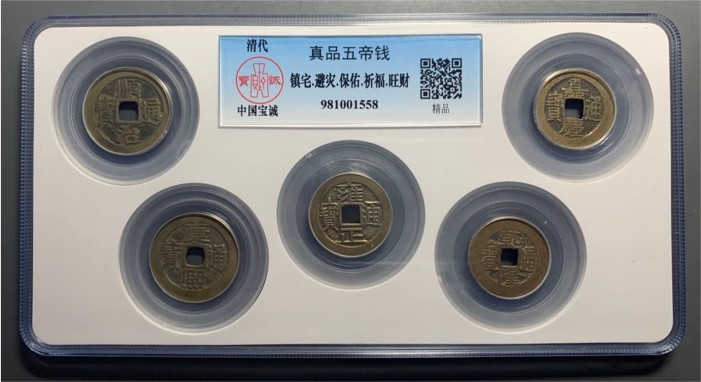 清代
寶誠
中国宝诚
真品五帝钱
镇宅.避灾.保佑.祈福.旺财
981001558
精品
順治通寶
嘉慶通寶
康熙通寶
雍正通寶
乾隆通寶